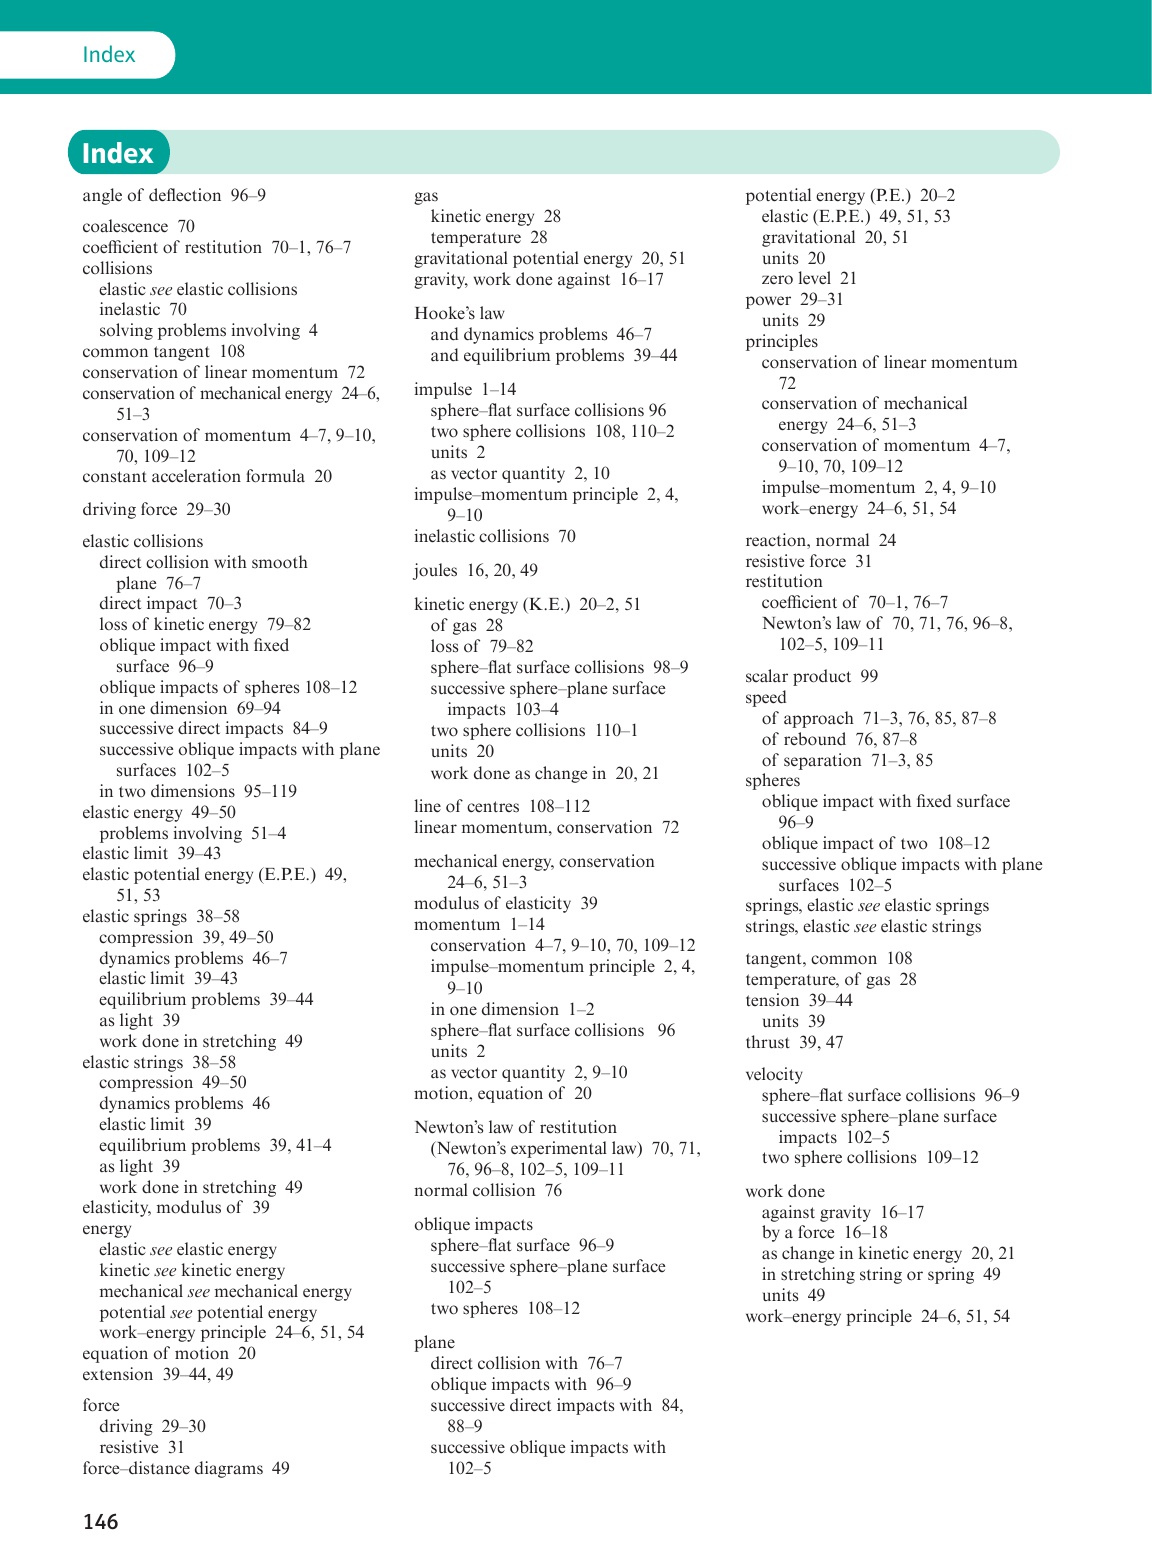 Index
Index
angle of deflection 96–9
coalescence 70
coefficient of restitution 70–1, 76–7
collisions
elastic see elastic collisions
inelastic 70
solving problems involving 4
common tangent 108
conservation of linear momentum 72
conservation of mechanical energy 24–6,
51–3
conservation of momentum 4–7, 9–10,
70, 109–12
constant acceleration formula 20
driving force 29–30
elastic collisions
direct collision with smooth
plane 76–7
direct impact 70–3
loss of kinetic energy 79–82
oblique impact with fixed
surface 96–9
oblique impacts of spheres 108–12
in one dimension 69–94
successive direct impacts 84–9
successive oblique impacts with plane
surfaces 102–5
in two dimensions 95–119
elastic energy 49–50
problems involving 51–4
elastic limit 39–43
elastic potential energy (E.P.E.) 49,
51, 53
elastic springs 38–58
compression 39, 49–50
dynamics problems 46–7
elastic limit 39–43
equilibrium problems 39–44
as light 39
work done in stretching 49
elastic strings 38–58
compression 49–50
dynamics problems 46
elastic limit 39
equilibrium problems 39, 41–4
as light 39
work done in stretching 49
elasticity, modulus of 39
energy
elastic see elastic energy
kinetic see kinetic energy
mechanical see mechanical energy
potential see potential energy
work–energy principle 24–6, 51, 54
equation of motion 20
extension 39–44, 49
force
driving 29–30
resistive 31
force–distance diagrams 49
gas
kinetic energy 28
temperature 28
gravitational potential energy 20, 51
gravity, work done against 16–17
Hooke's law
and dynamics problems 46–7
and equilibrium problems 39–44
impulse 1–14
sphere–flat surface collisions 96
two sphere collisions 108, 110–2
units 2
as vector quantity 2, 10
impulse–momentum principle 2, 4,
9–10
inelastic collisions 70
joules 16, 20, 49
kinetic energy (K.E.) 20–2, 51
of gas 28
loss of 79–82
sphere–flat surface collisions 98–9
successive sphere–plane surface
impacts 103–4
two sphere collisions 110–1
units 20
work done as change in 20, 21
line of centres 108–112
linear momentum, conservation 72
mechanical energy, conservation
24–6, 51–3
modulus of elasticity 39
momentum 1–14
conservation 4–7, 9–10, 70, 109–12
impulse–momentum principle 2, 4,
9–10
in one dimension 1–2
sphere–flat surface collisions 96
units 2
as vector quantity 2, 9–10
motion, equation of 20
Newton's law of restitution
(Newton's experimental law) 70, 71,
76, 96–8, 102–5, 109–11
normal collision 76
oblique impacts
sphere–flat surface 96–9
successive sphere–plane surface
102–5
two spheres 108–12
plane
direct collision with 76–7
oblique impacts with 96–9
successive direct impacts with 84,
88–9
successive oblique impacts with
102–5
potential energy (P.E.) 20–2
elastic (E.P.E.) 49, 51, 53
gravitational 20, 51
units 20
zero level 21
power 29–31
units 29
principles
conservation of linear momentum
72
conservation of mechanical
energy 24–6, 51–3
conservation of momentum 4–7,
9–10, 70, 109–12
impulse–momentum 2, 4, 9–10
work–energy 24–6, 51, 54
reaction, normal 24
resistive force 31
restitution
coefficient of 70–1, 76–7
Newton's law of 70, 71, 76, 96–8,
102–5, 109–11
scalar product 99
speed
of approach 71–3, 76, 85, 87–8
of rebound 76, 87–8
of separation 71–3, 85
spheres
oblique impact with fixed surface
96–9
oblique impact of two 108–12
successive oblique impacts with plane
surfaces 102–5
springs, elastic see elastic springs
strings, elastic see elastic strings
tangent, common 108
temperature, of gas 28
tension 39–44
units 39
thrust 39, 47
velocity
sphere–flat surface collisions 96–9
successive sphere–plane surface
impacts 102–5
two sphere collisions 109–12
work done
against gravity 16–17
by a force 16–18
as change in kinetic energy 20, 21
in stretching string or spring 49
units 49
work–energy principle 24–6, 51, 54
146